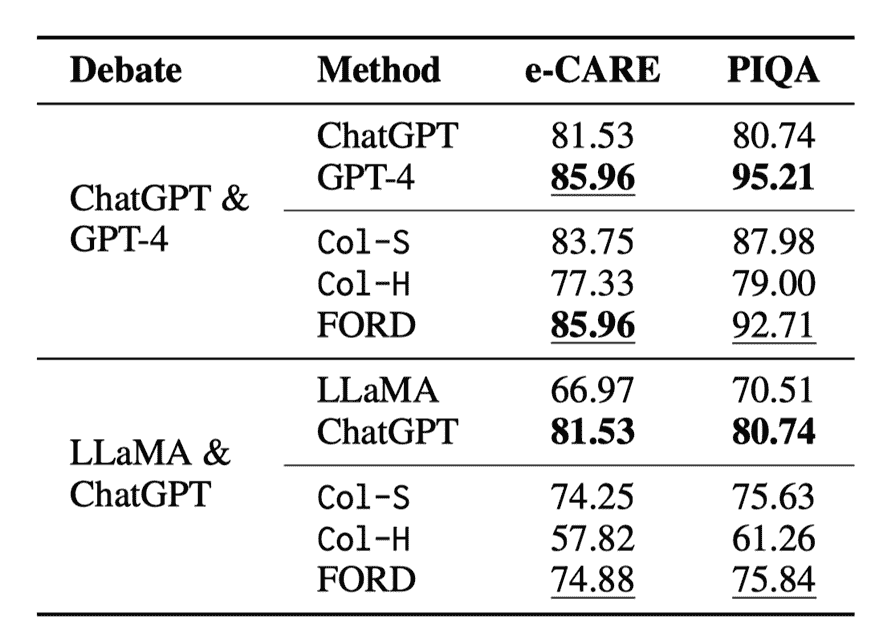 Debate Method e-CARE PIQA
ChatGPT 81.53 80.74
GPT-4 85.96 95.21
ChatGPT &
GPT-4
Col-S 83.75 87.98
Col-H 77.33 79.00
FORD 85.96 92.71
LLaMA 66.97 70.51
ChatGPT 81.53 80.74
LLaMA &
ChatGPT
Col-S 74.25 75.63
Col-H 57.82 61.26
FORD 74.88 75.84